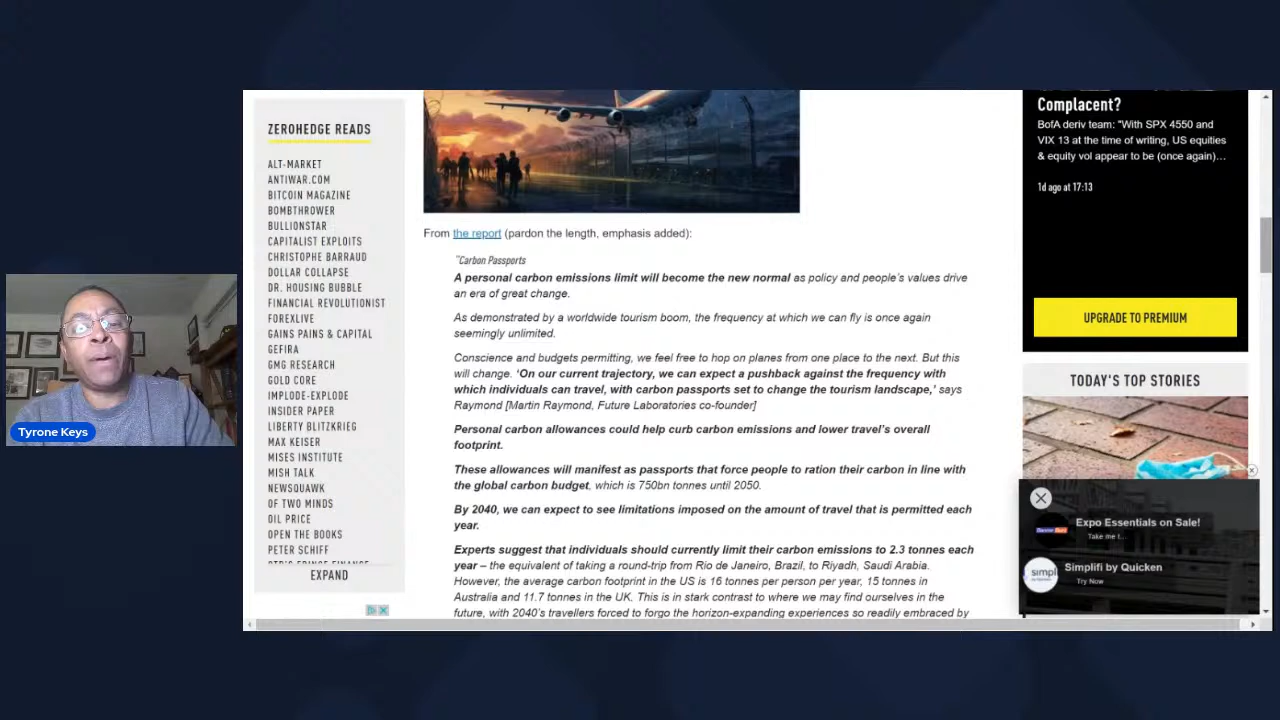 ZEROHEDGE READS
ALT-MARKET
ANTIWAR.COM
BITCOIN MAGAZINE
BOMBTHROWER
BULLIONSTAR
CAPITALIST EXPLOITS
CHRISTOPHE BARRAUD
DOLLAR COLLAPSE
DR. HOUSING BUBBLE
FINANCIAL REVOLUTIONIST
FOREXLIVE
GAINS PAINS & CAPITAL
GEFIRA
GMG RESEARCH
GOLD CORE
IMPLODE-EXPLODE
INSIDER PAPER
LIBERTY BLITZKRIEG
MAX KEISER
MISES INSTITUTE
MISH TALK
NEWSQUAWK
OF TWO MINDS
OIL PRICE
OPEN THE BOOKS
PETER SCHIFF
EXPAND
Tyrone Keys
From the report (pardon the length, emphasis added):
"Carbon Passports
A personal carbon emissions limit will become the new normal as policy and people's values drive
an era of great change.
As demonstrated by a worldwide tourism boom, the frequency at which we can fly is once again
seemingly unlimited.
Conscience and budgets permitting, we feel free to hop on planes from one place to the next. But this
will change. 'On our current trajectory, we can expect a pushback against the frequency with
which individuals can travel, with carbon passports set to change the tourism landscape,' says
Raymond [Martin Raymond, Future Laboratories co-founder]
Personal carbon allowances could help curb carbon emissions and lower travel's overall
footprint.
These allowances will manifest as passports that force people to ration their carbon in line with
the global carbon budget, which is 750bn tonnes until 2050.
By 2040, we can expect to see limitations imposed on the amount of travel that is permitted each
year.
Experts suggest that individuals should currently limit their carbon emissions to 2.3 tonnes each
year – the equivalent of taking a round-trip from Rio de Janeiro, Brazil, to Riyadh, Saudi Arabia.
However, the average carbon footprint in the US is 16 tonnes per person per year, 15 tonnes in
Australia and 11.7 tonnes in the UK. This is in stark contrast to where we may find ourselves in the
future, with 2040's travellers forced to forgo the horizon-expanding experiences so readily embraced by
Complacent?
BofA deriv team: "With SPX 4550 and
VIX 13 at the time of writing, US equities
& equity vol appear to be (once again)...
1d ago at 17:13
UPGRADE TO PREMIUM
TODAY'S TOP STORIES
Expo Essentials on Sale!
Take me t...
Simplifi by Quicken
Try Now
simpl